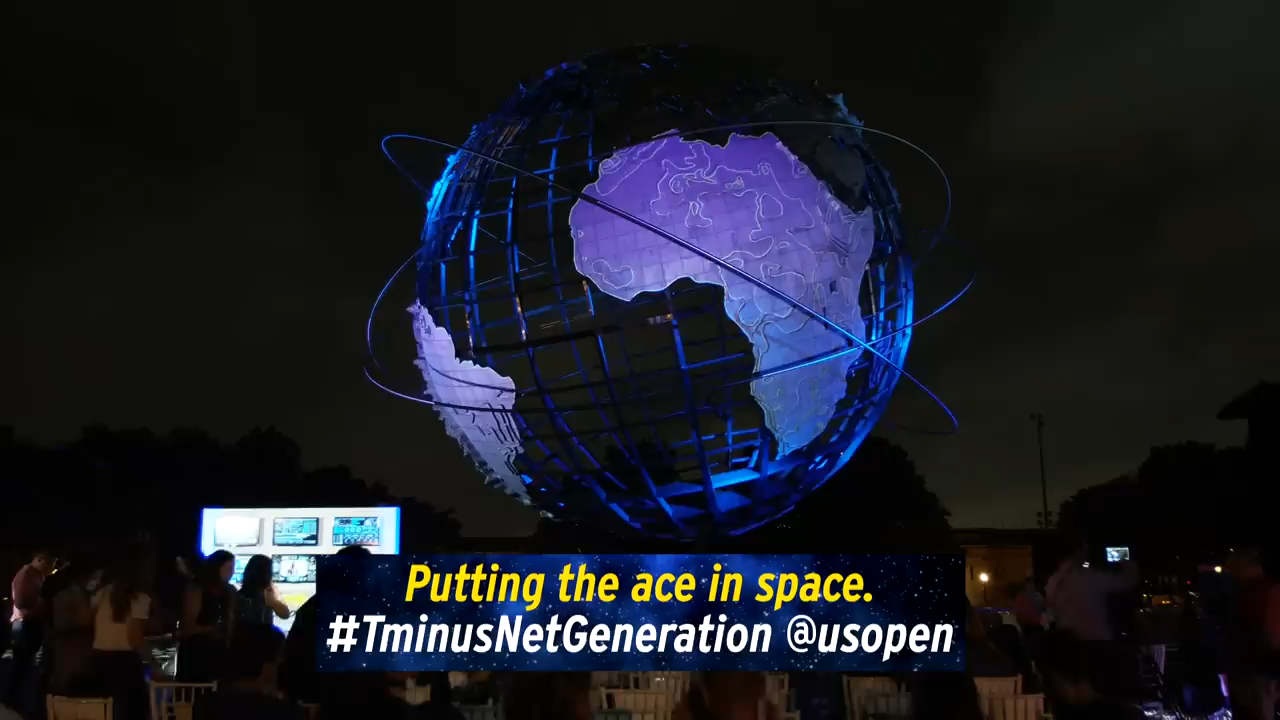 Putting the ace in space.
#TminusNetGeneration @usopen